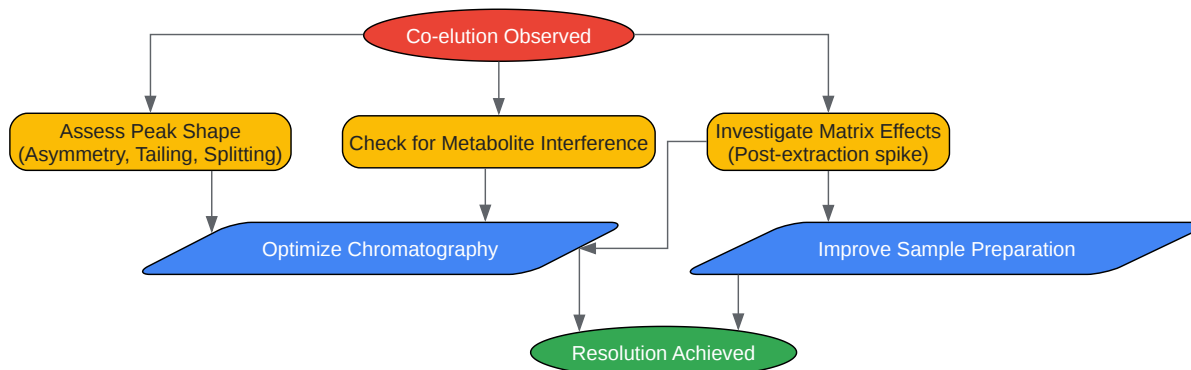 Co-elution Observed
Assess Peak Shape
(Asymmetry, Tailing, Splitting)
Check for Metabolite Interference
Investigate Matrix Effects
(Post-extraction spike)
Optimize Chromatography
Improve Sample Preparation
Resolution Achieved